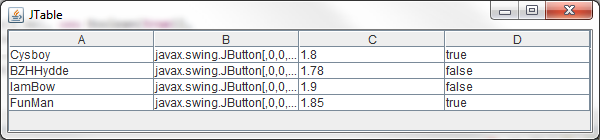 JTable
A B C D
Cysboy javax.swing.JButton[,0,0,... 1.8 true
BZHHydde javax.swing.JButton[,0,0,... 1.78 false
IamBow javax.swing.JButton[,0,0,... 1.9 false
FunMan javax.swing.JButton[,0,0,... 1.85 true